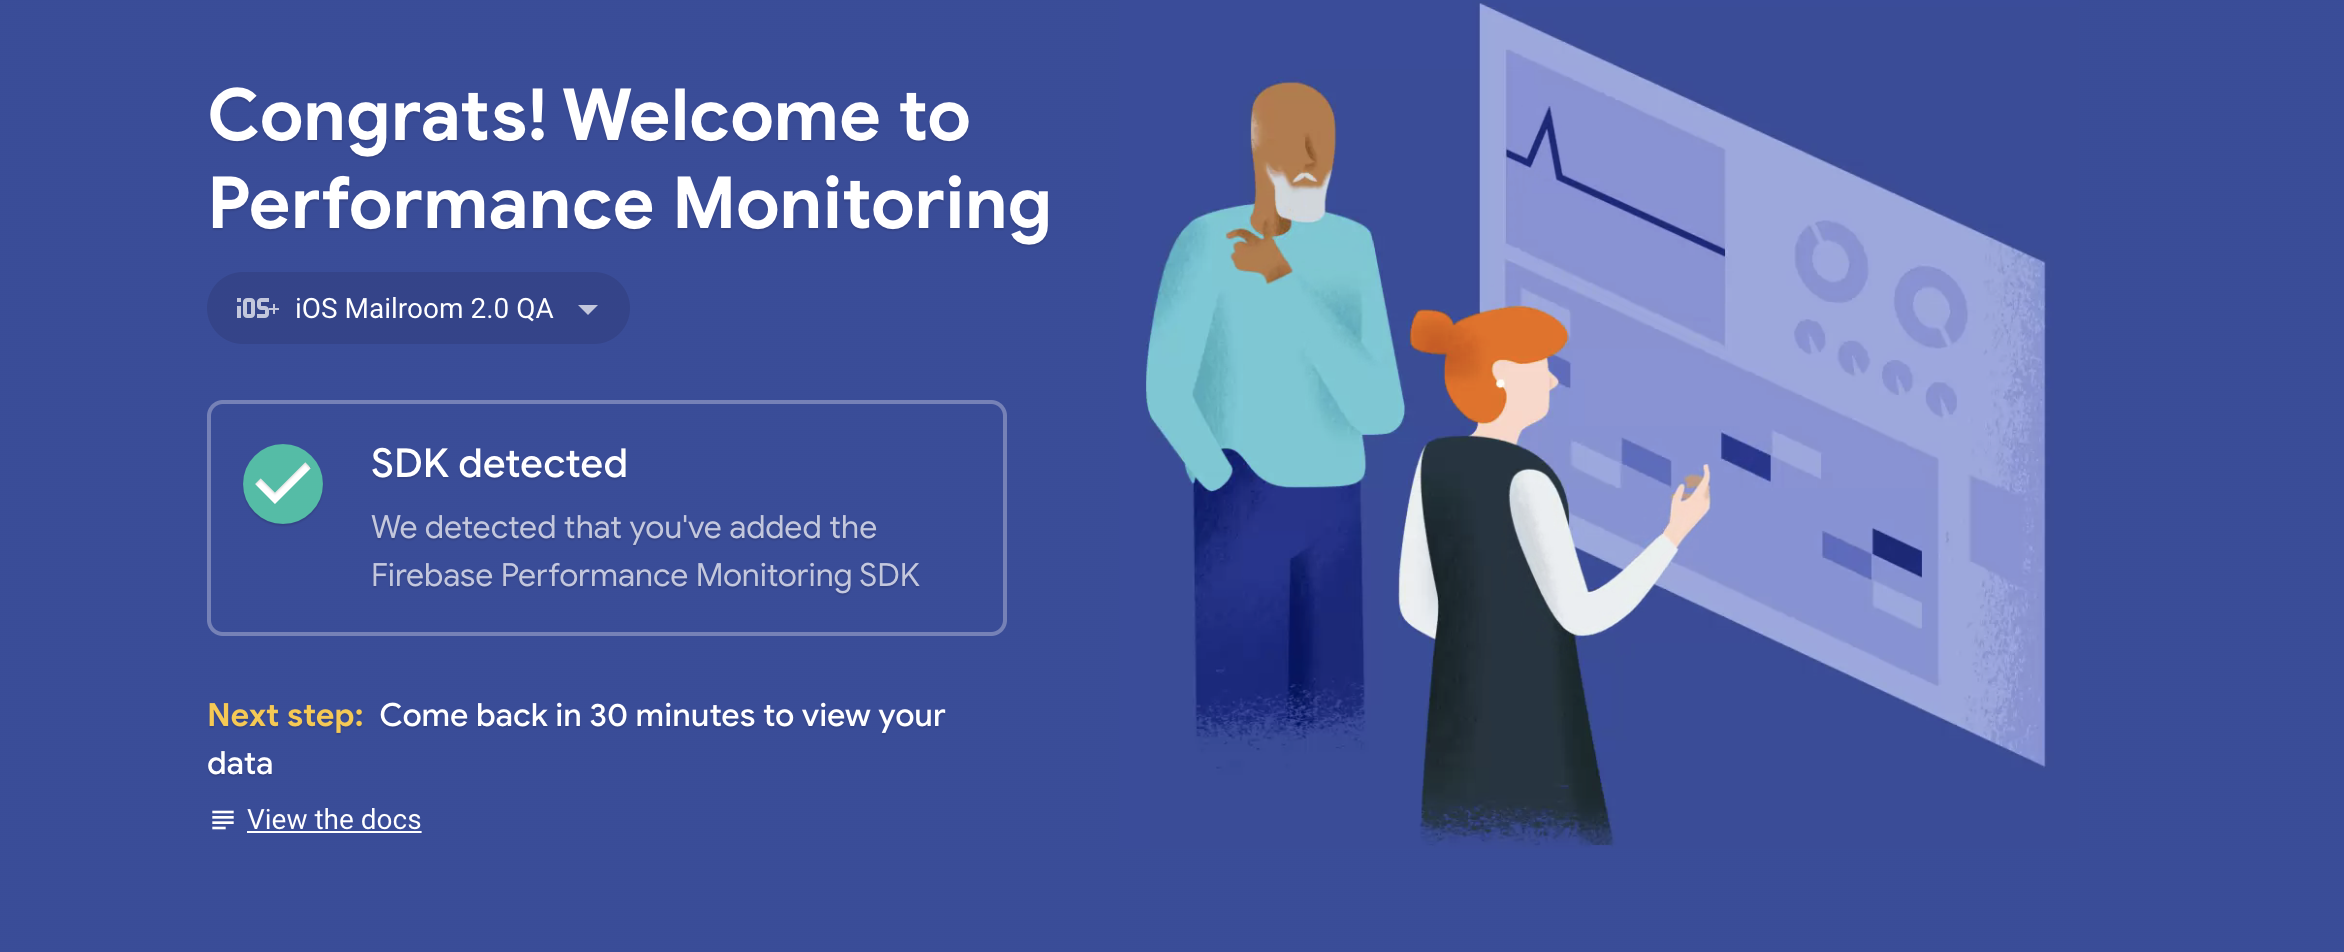 Congrats! Welcome to
Performance Monitoring
iOS+ iOS Mailroom 2.0 QA
SDK detected
We detected that you've added the
Firebase Performance Monitoring SDK
Next step: Come back in 30 minutes to view your
data
View the docs